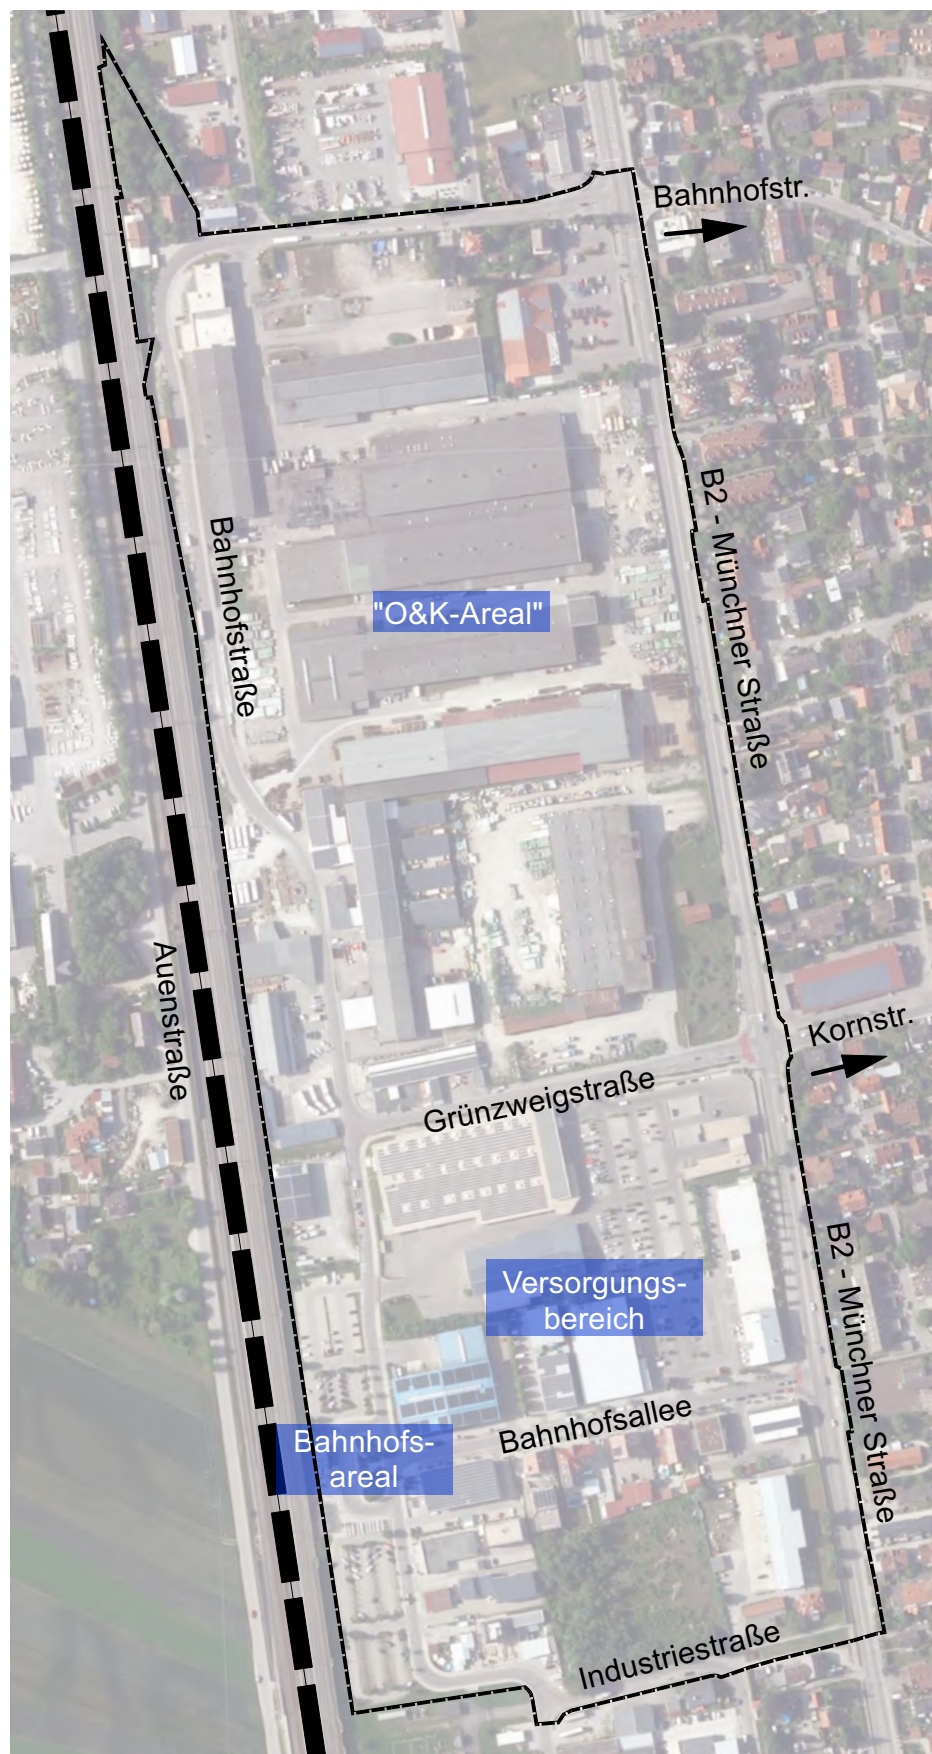 Bahnhofstr.
B2 - Münchner Straße
Bahnhofstraße
"O&K-Areal"
Auenstraße
Kornstr.
Grünzweigstraße
B2 - Münchner Straße
Versorgungs-
bereich
Bahnhofsallee
Bahnhofs-
areal
Industriestraße